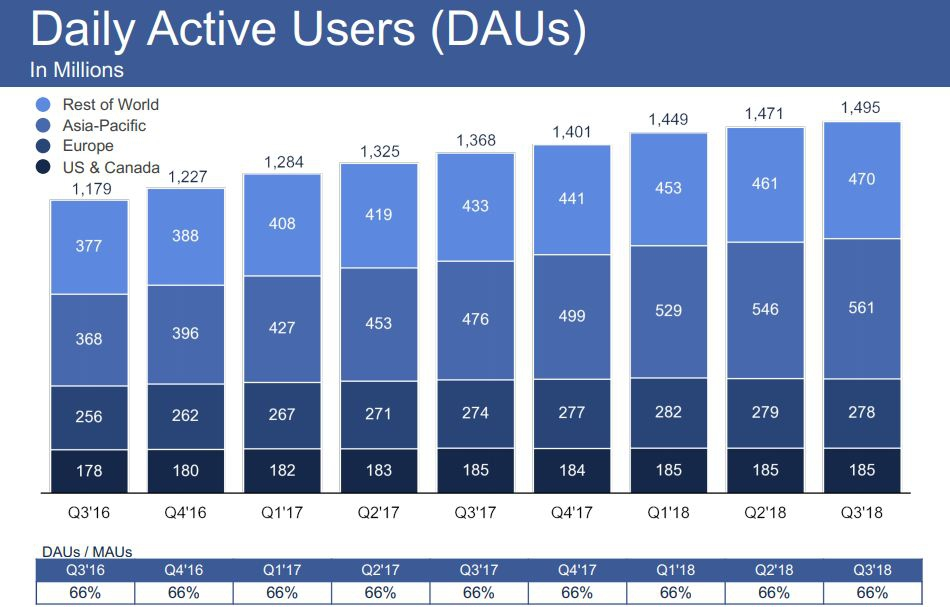 Daily Active Users (DAUs)
In Millions
Rest of World
Asia-Pacific
Europe
US & Canada
1,179 1,227 1,284 1,325 1,368 1,401 1,449 1,471 1,495
377 388 408 419 433 441 453 461 470
368 396 427 453 476 499 529 546 561
256 262 267 271 274 277 282 279 278
178 180 182 183 185 184 185 185 185
Q3'16 Q4'16 Q1'17 Q2'17 Q3'17 Q4'17 Q1'18 Q2'18 Q3'18
DAUs / MAUs
Q3'16 Q4'16 Q1'17 Q2'17 Q3'17 Q4'17 Q1'18 Q2'18 Q3'18
66% 66% 66% 66% 66% 66% 66% 66% 66%